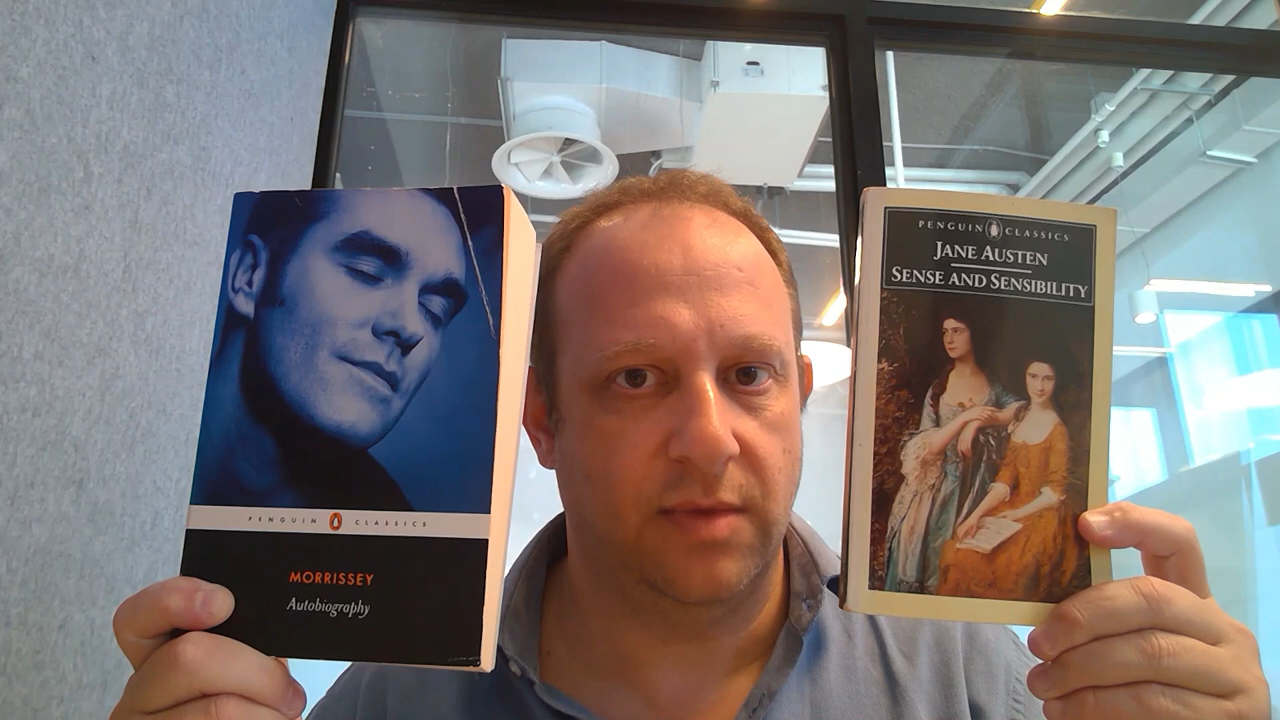 PENGUIN CLASSICS
MORRISSEY
Autobiography
PENGUIN CLASSICS
JANE AUSTEN
SENSE AND SENSIBILITY